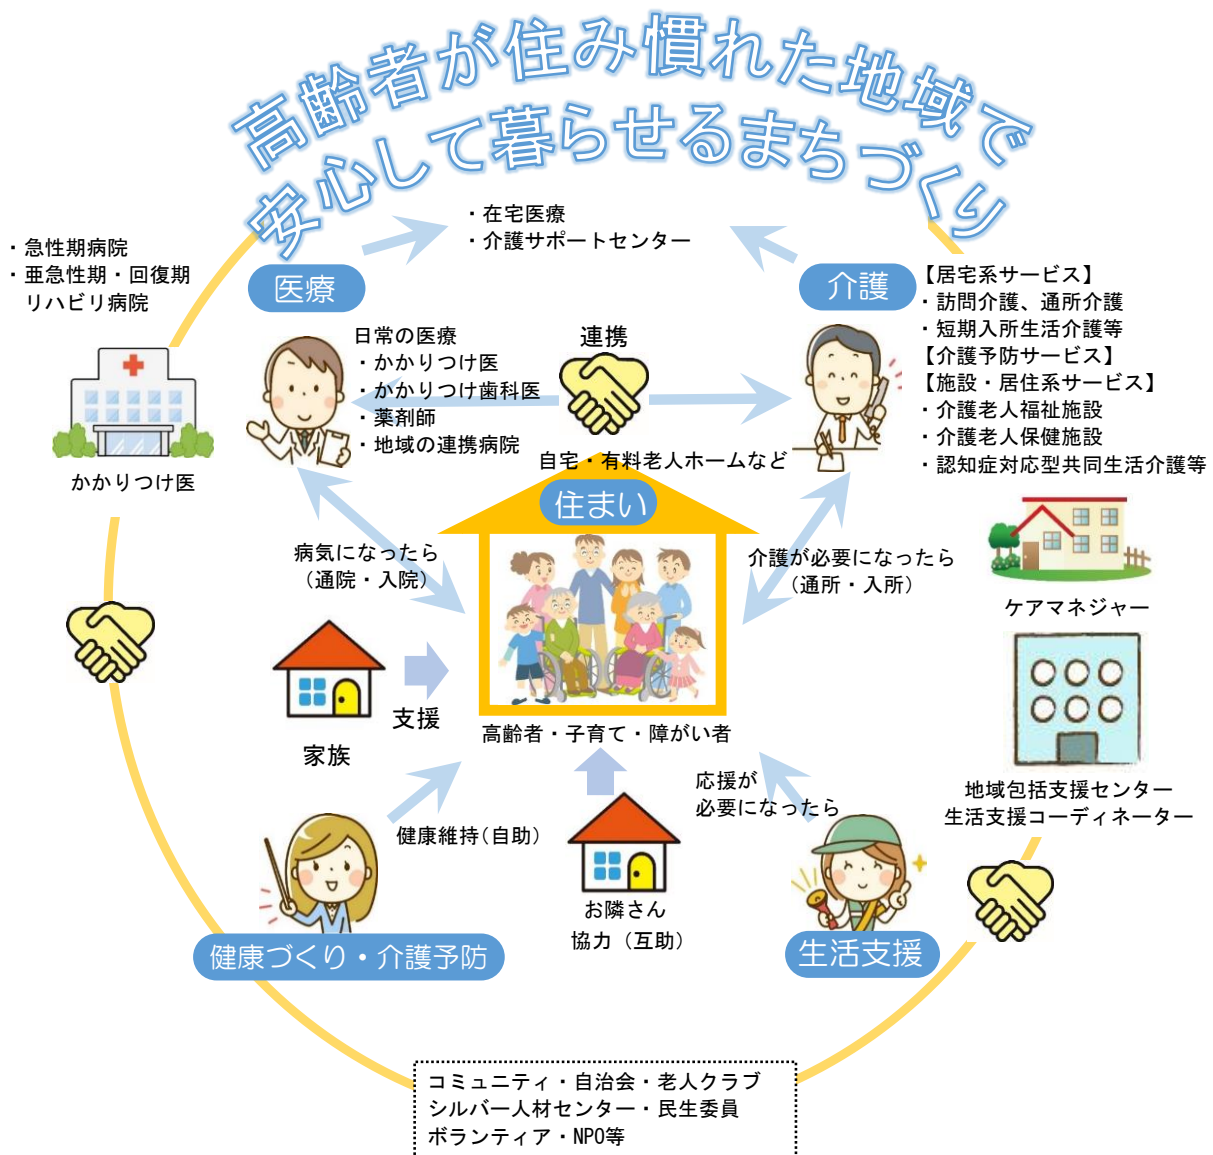 高齢者が住み慣れた地域で
安心して暮らせるまちづくり
・在宅医療
・介護サポートセンター
・急性期病院
・亜急性期・回復期
リハビリ病院
医療
介護
【居宅系サービス】
・訪問介護、通所介護
・短期入所生活介護等
【介護予防サービス】
【施設・居住系サービス】
・介護老人福祉施設
・介護老人保健施設
・認知症対応型共同生活介護等
日常の医療
・かかりつけ医
・かかりつけ歯科医
・薬剤師
・地域の連携病院
連携
かかりつけ医
自宅・有料老人ホームなど
住まい
病気になったら
（通院・入院）
介護が必要になったら
（通所・入所）
ケアマネジャー
支援
家族
高齢者・子育て・障がい者
応援が
必要になったら
地域包括支援センター
生活支援コーディネーター
健康維持（自助）
お隣さん
協力（互助）
健康づくり・介護予防
生活支援
コミュニティ・自治会・老人クラブ
シルバー人材センター・民生委員
ボランティア・NPO等